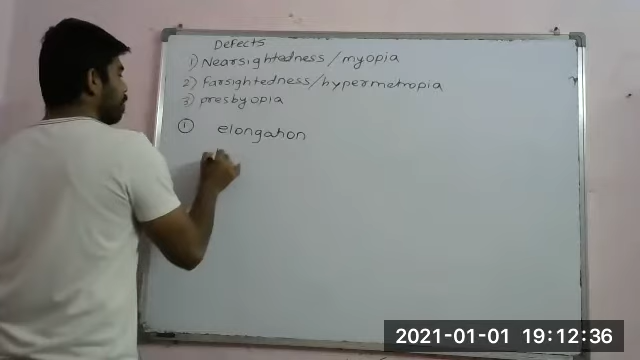 Defects
1) Nearsightedness/myopia
2) Farsightedness/hypermetropia
3) presbyopia
① elongation
2021-01-01 19:12:36